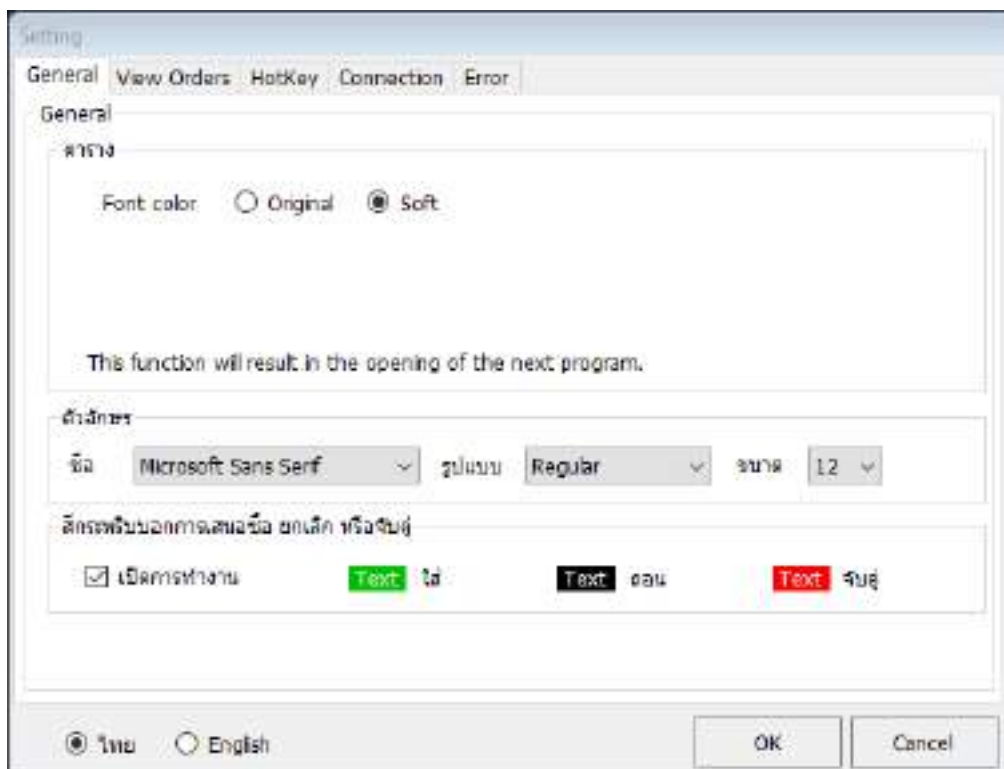 Setting
General View Orders HotKey Connection Error
General
ตาราง
Font color Original Soft
This function will result in the opening of the next program.
ตัวอักษร
ชื่อ Microsoft Sans Serif รูปแบบ Regular ขนาด 12
สีกระพริบบอกการเสนอซื้อ ยกเลิก หรือจับคู่
เปิดการทำงาน Text ใส่ Text ถอน Text จับคู่
ไทย English OK Cancel